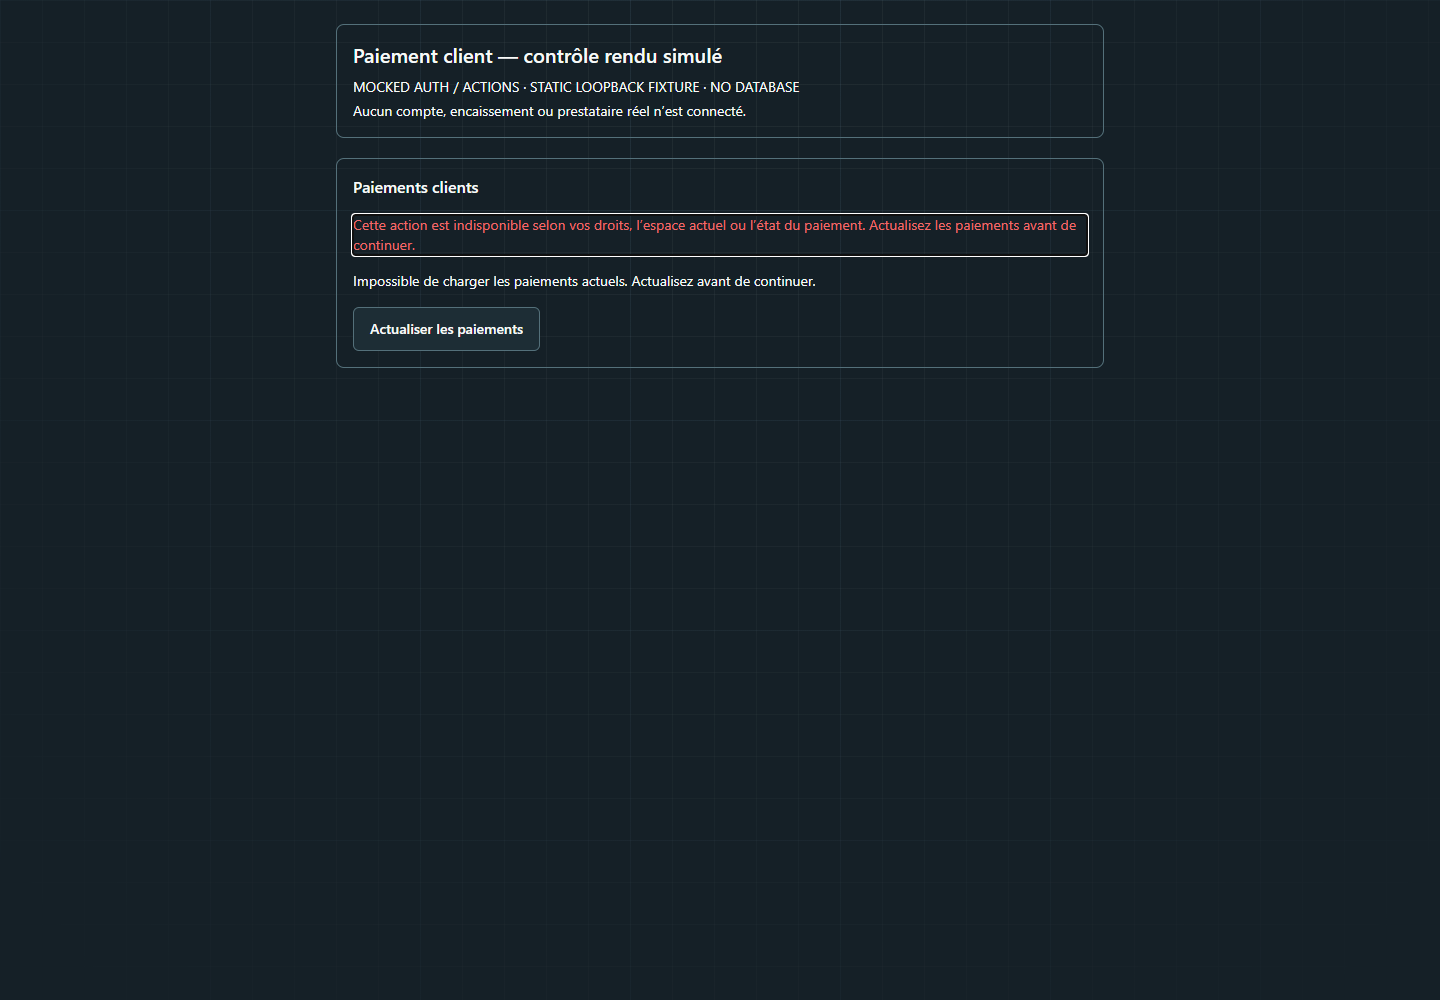 Paiement client — contrôle rendu simulé
MOCKED AUTH / ACTIONS · STATIC LOOPBACK FIXTURE · NO DATABASE
Aucun compte, encaissement ou prestataire réel n’est connecté.
Paiements clients
Cette action est indisponible selon vos droits, l’espace actuel ou l’état du paiement. Actualisez les paiements avant de
continuer.
Impossible de charger les paiements actuels. Actualisez avant de continuer.
Actualiser les paiements